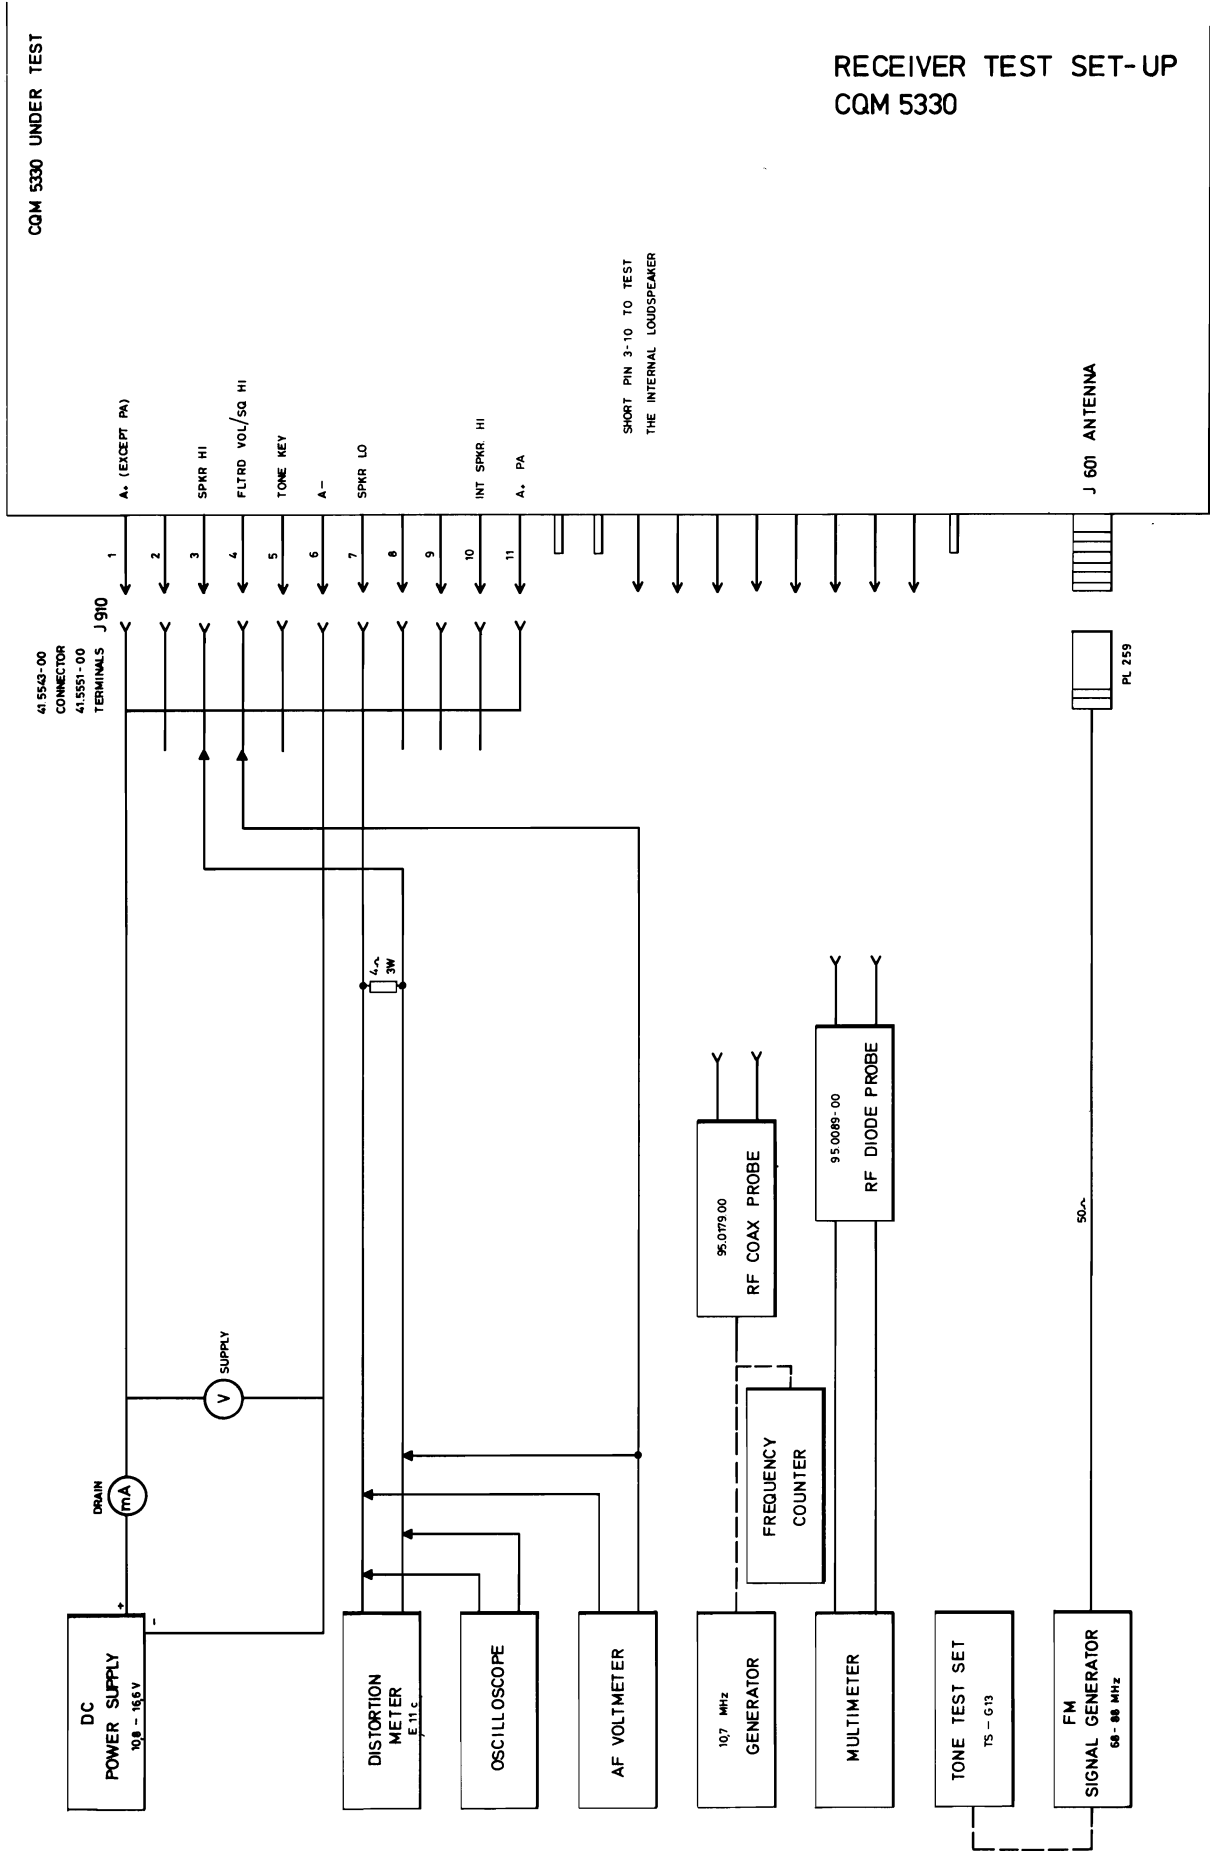 RECEIVER TEST SET-UP
CQM 5330
CQM 5330 UNDER TEST
A+ (EXCEPT PA)
SPKR HI
FLTRD VOL/SQ HI
TONE KEY
A-
SPKR LO
INT SPKR. HI
A+ PA
SHORT PIN 3-10 TO TEST
THE INTERNAL LOUDSPEAKER
J 601 ANTENNA
1
2
3
4
5
6
7
8
9
10
11
41.5543-00
CONNECTOR
41.5551-00
TERMINALS
J 910
PL 259
4Ω
3W
95.0179.00
RF COAX PROBE
95.0089-00
RF DIODE PROBE
50Ω
SUPPLY
V
DRAIN
mA
+
-
FREQUENCY
COUNTER
DC
POWER SUPPLY
10,8 - 16,6 V
DISTORTION
METER
E 11 c
OSCILLOSCOPE
AF VOLTMETER
10,7 MHz
GENERATOR
MULTIMETER
TONE TEST SET
TS - G13
FM
SIGNAL GENERATOR
68 - 88 MHz